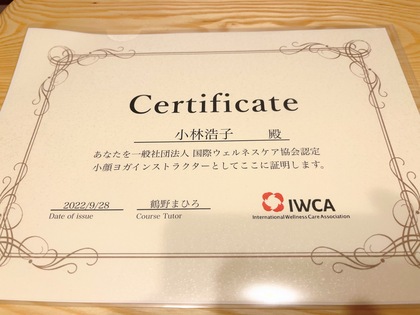 Certificate
小林浩子 殿
あなたを一般社団法人 国際ウェルネスケア協会認定
小顔ヨガインストラクターとしてここに証明します。
2022/9/28 鶴野まひろ
Date of issue Course Tutor
IWCA
International Wellness Care Association